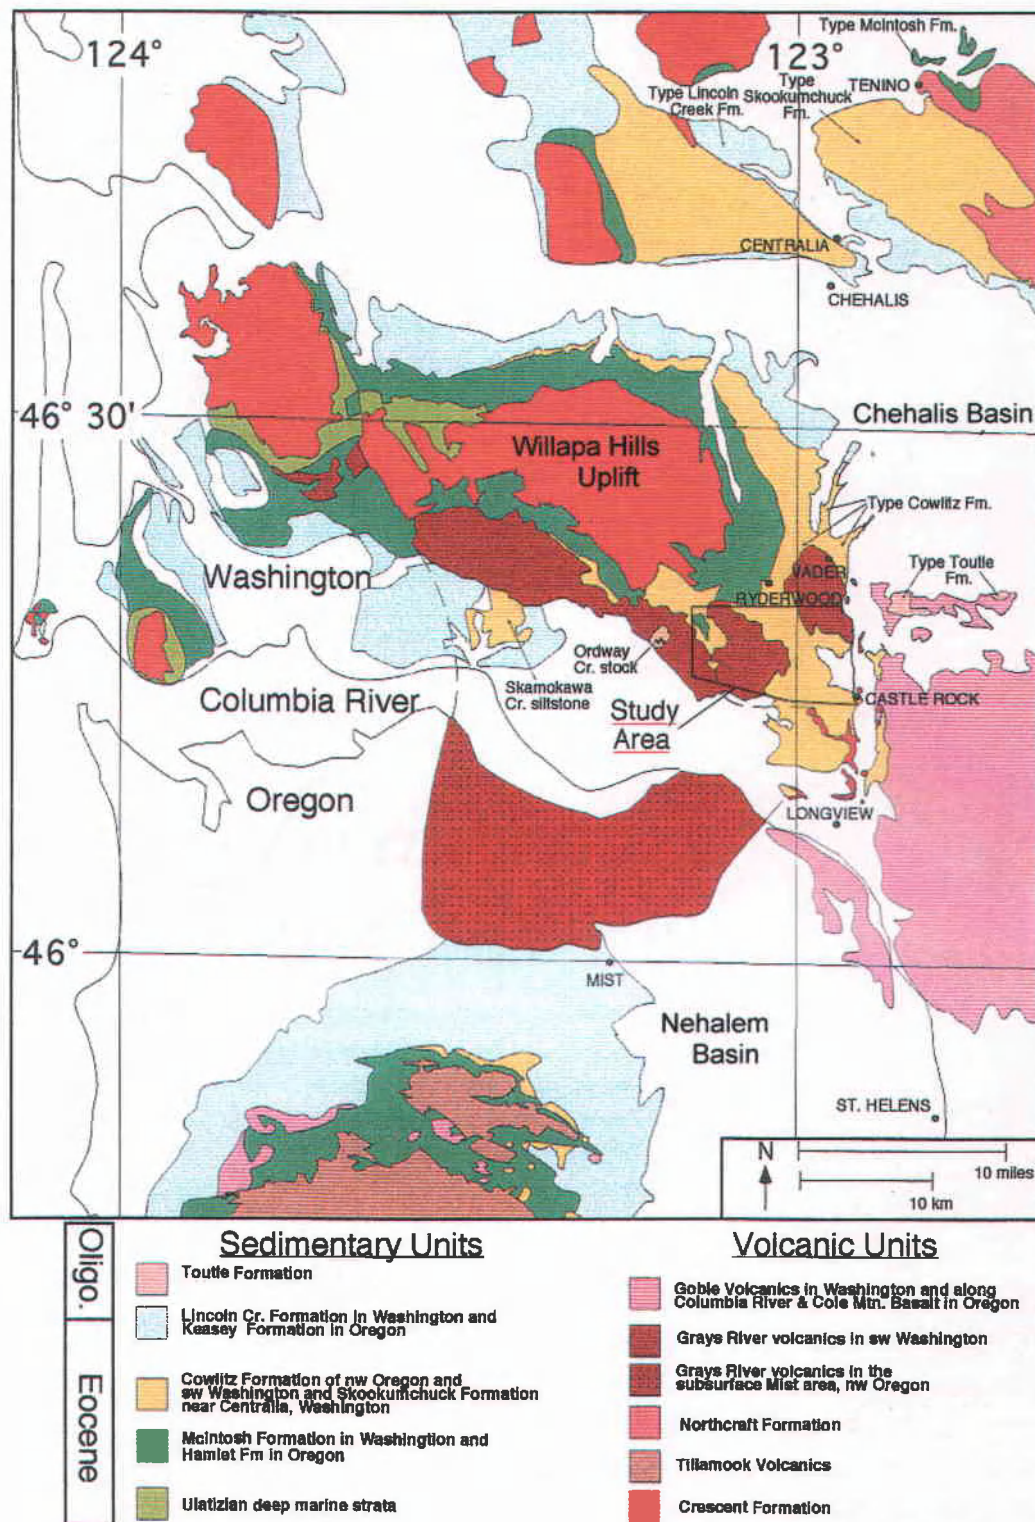 124°
123°
Type McIntosh Fm.
Type
Skookumchuck
Fm.
TENINO
Type Lincoln
Creek Fm.
CENTRALIA
CHEHALIS
46° 30'
Chehalis Basin
Willapa Hills
Uplift
Type Cowlitz Fm.
Washington
VADER
Type Toutle
Fm.
RYDERWOOD
Ordway
Cr. stock
Skamokawa
Cr. siltstone
Columbia River
Study
Area
CASTLE ROCK
Oregon
LONGVIEW
46°
MIST
Nehalem
Basin
ST. HELENS
N
10 miles
10 km
Oligo.
Eocene
Sedimentary Units
Toutle Formation
Lincoln Cr. Formation in Washington and
Keasey Formation in Oregon
Cowlitz Formation of nw Oregon and
sw Washington and Skookumchuck Formation
near Centralia, Washington
McIntosh Formation in Washingtion and
Hamlet Fm in Oregon
Ulatizian deep marine strata
Volcanic Units
Goble Volcanics in Washington and along
Columbia River & Cole Mtn. Basalt in Oregon
Grays River volcanics in sw Washington
Grays River volcanics in the
subsurface Mist area, nw Oregon
Northcraft Formation
Tillamook Volcanics
Crescent Formation